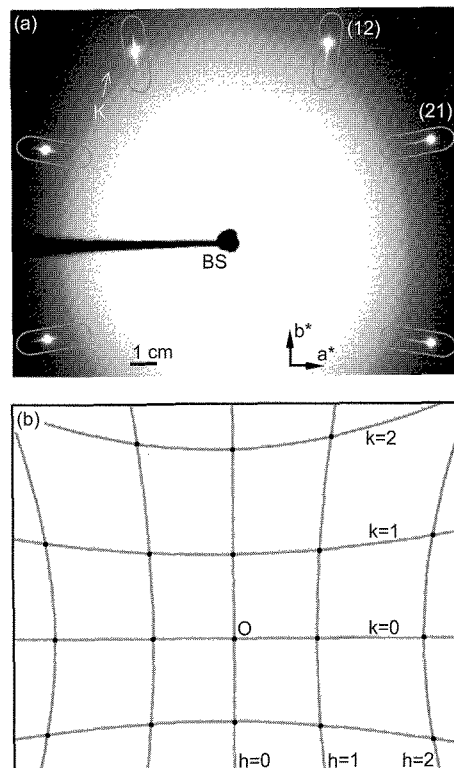 (a)
(12)
K
(21)
BS
1 cm
b*
a*
(b)
k=2
k=1
O
k=0
h=0
h=1
h=2